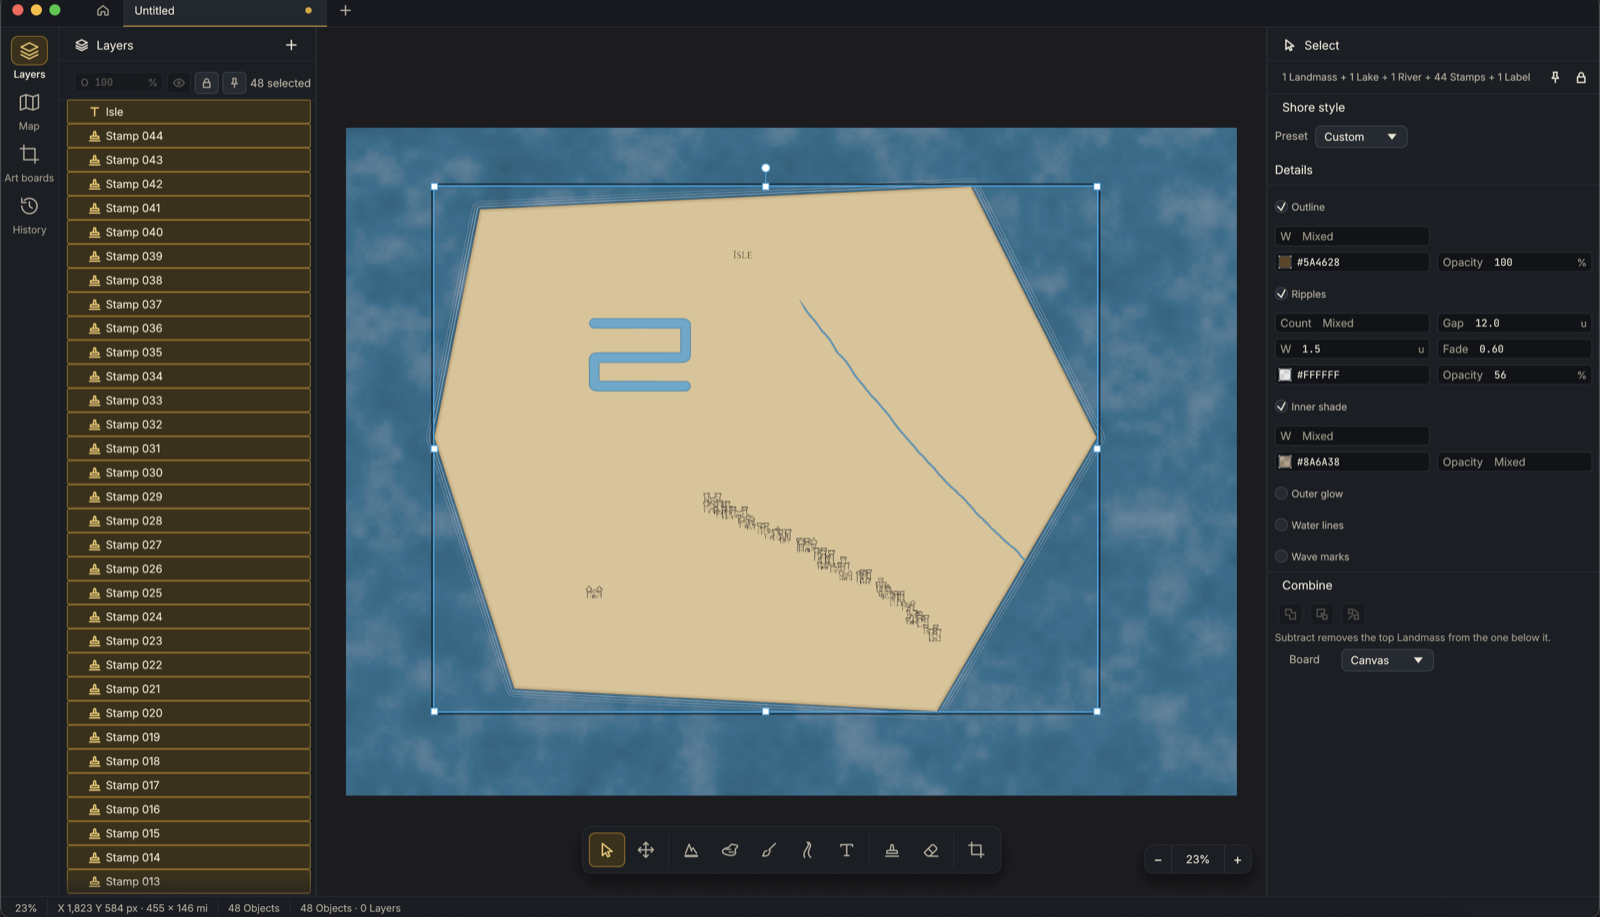 Untitled
Layers
Map
Art boards
History
Layers
100 %
48 selected
Isle
Stamp 044
Stamp 043
Stamp 042
Stamp 041
Stamp 040
Stamp 039
Stamp 038
Stamp 037
Stamp 036
Stamp 035
Stamp 034
Stamp 033
Stamp 032
Stamp 031
Stamp 030
Stamp 029
Stamp 028
Stamp 027
Stamp 026
Stamp 025
Stamp 024
Stamp 023
Stamp 022
Stamp 021
Stamp 020
Stamp 019
Stamp 018
Stamp 017
Stamp 016
Stamp 015
Stamp 014
Stamp 013
Isle
23%
Select
1 Landmass + 1 Lake + 1 River + 44 Stamps + 1 Label
Shore style
Preset Custom
Details
Outline
W Mixed
#5A4628 Opacity 100 %
Ripples
Count Mixed Gap 12.0 u
W 1.5 u Fade 0.60
#FFFFFF Opacity 56 %
Inner shade
W Mixed
#8A6A38 Opacity Mixed
Outer glow
Water lines
Wave marks
Combine
Subtract removes the top Landmass from the one below it.
Board Canvas
23% X 1,823 Y 584 px · 455 × 146 mi 48 Objects 48 Objects · 0 Layers